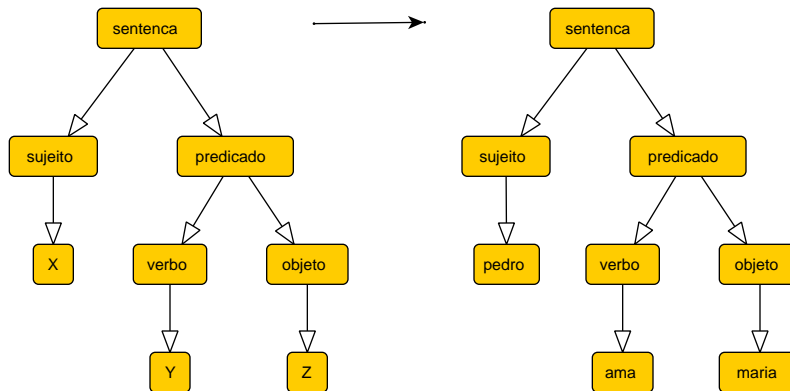 sentenca
sentenca
sujeito
predicado
sujeito
predicado
X
verbo
objeto
pedro
verbo
objeto
Y
Z
ama
maria